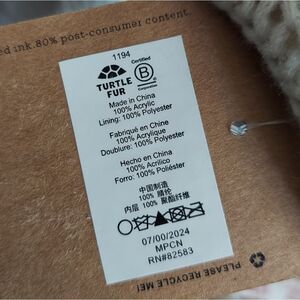 ed ink. 80% post-consumer content.
1194
TURTLE
FUR
Certified
B
Corporation
Made in China
100% Acrylic
Lining: 100% Polyester
Fabriqué en Chine
100% Acrylique
Doublure: 100% Polyester
Hecho en China
100% Acrílico
Forro: 100% Poliéster
中国制造
100% 腈纶
内层 100% 聚酯纤维
07/00/2024
MPCN
RN#82583
PLEASE RECYCLE ME!